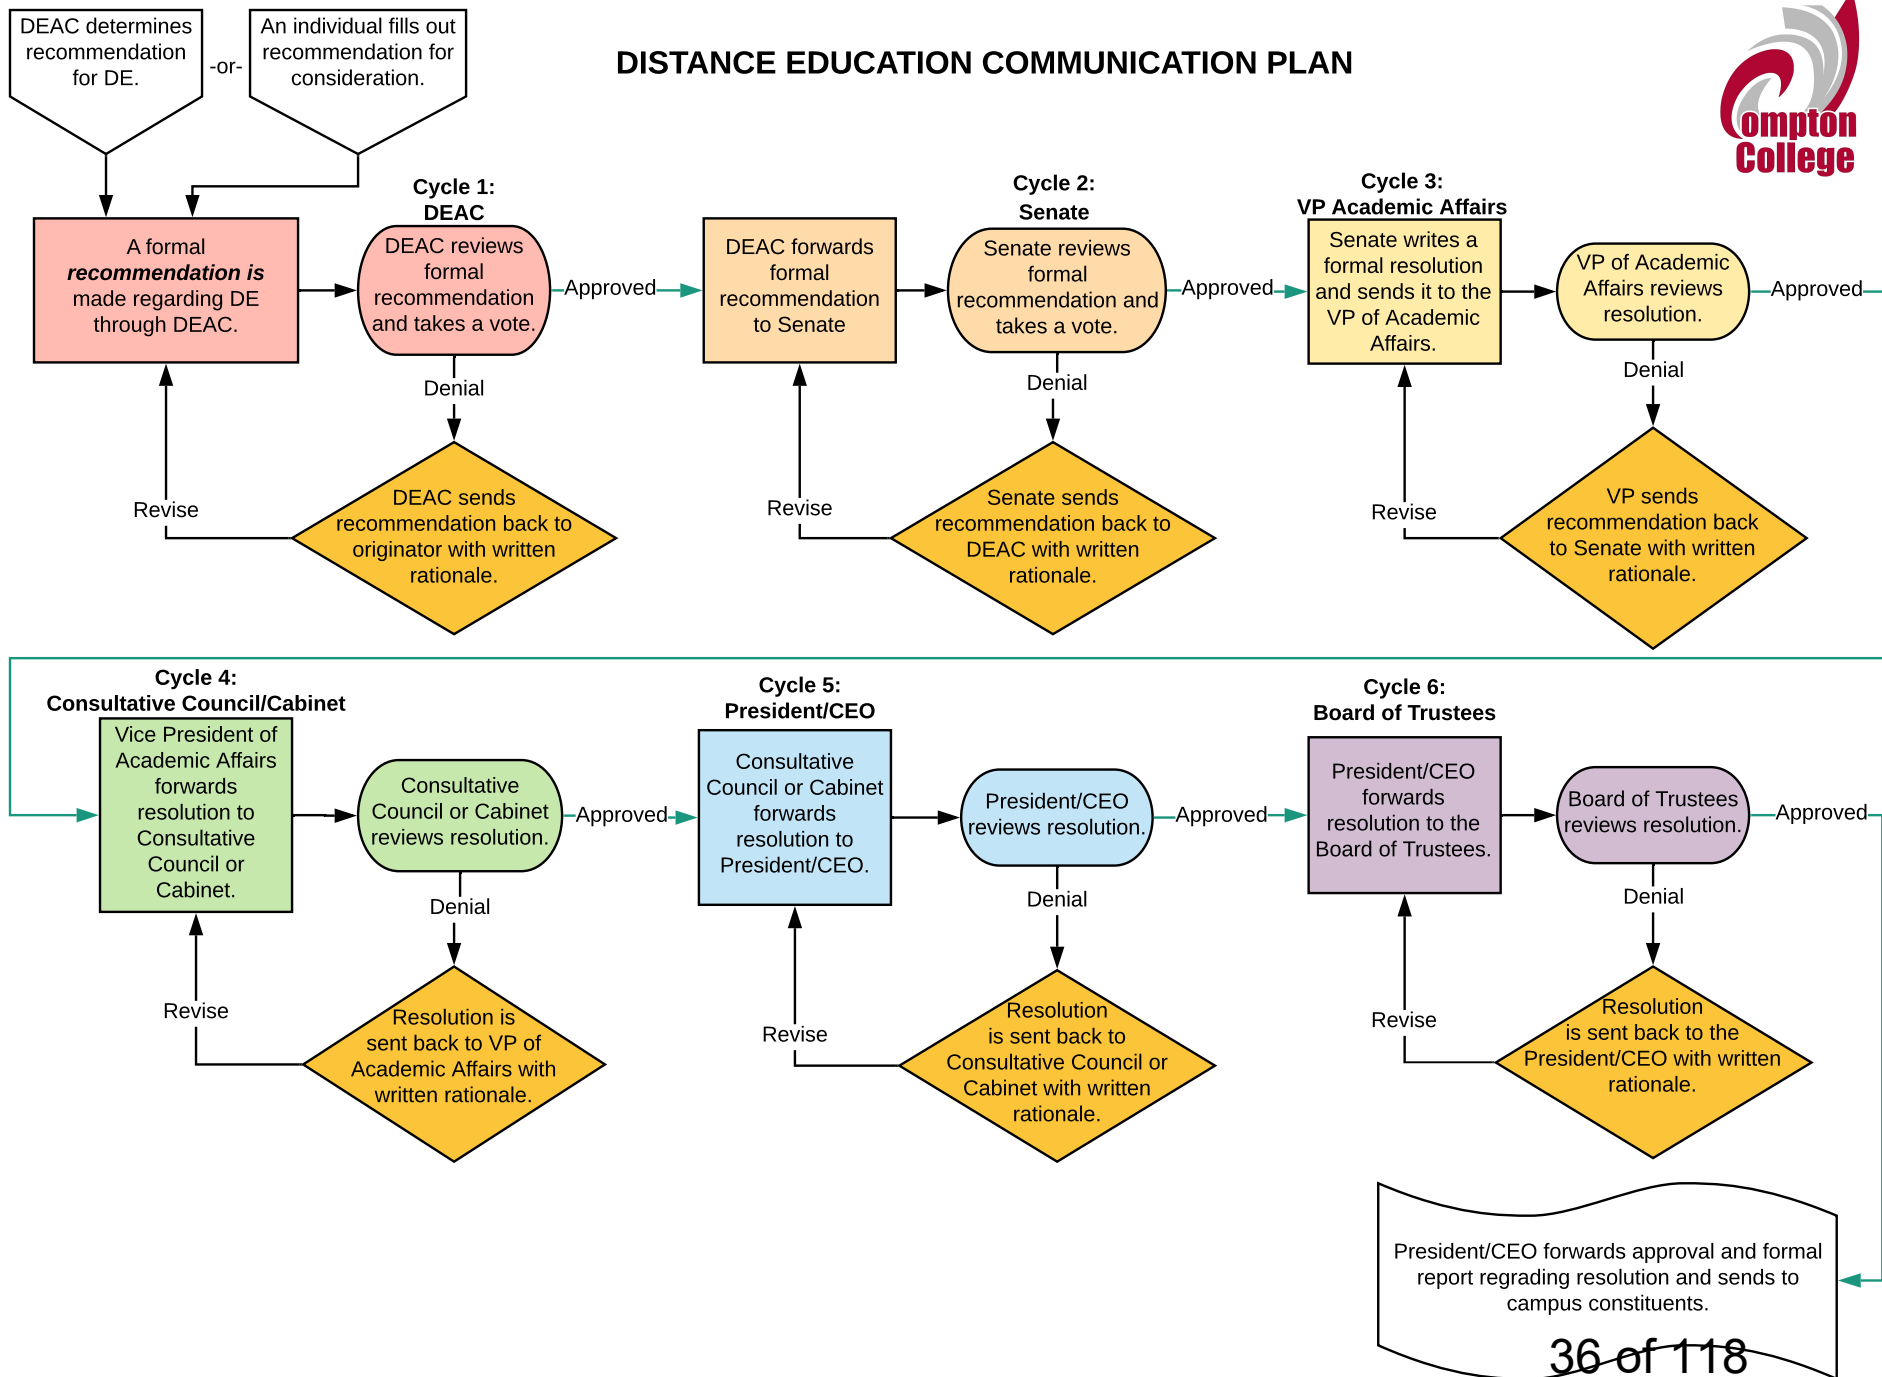 DEAC determines
recommendation
for DE.
-or-
An individual fills out
recommendation for
consideration.
DISTANCE EDUCATION COMMUNICATION PLAN
ompton
College
Cycle 1:
DEAC
A formal
recommendation is
made regarding DE
through DEAC.
DEAC reviews
formal
recommendation
and takes a vote.
Approved
Denial
DEAC sends
recommendation back to
originator with written
rationale.
Revise
Cycle 2:
Senate
DEAC forwards
formal
recommendation
to Senate
Senate reviews
formal
recommendation and
takes a vote.
Approved
Denial
Senate sends
recommendation back to
DEAC with written
rationale.
Revise
Cycle 3:
VP Academic Affairs
Senate writes a
formal resolution
and sends it to the
VP of Academic
Affairs.
VP of Academic
Affairs reviews
resolution.
Approved
Denial
VP sends
recommendation back
to Senate with written
rationale.
Revise
Cycle 4:
Consultative Council/Cabinet
Vice President of
Academic Affairs
forwards
resolution to
Consultative
Council or
Cabinet.
Consultative
Council or Cabinet
reviews resolution.
Approved
Denial
Resolution is
sent back to VP of
Academic Affairs with
written rationale.
Revise
Cycle 5:
President/CEO
Consultative
Council or Cabinet
forwards
resolution to
President/CEO.
President/CEO
reviews resolution.
Approved
Denial
Resolution
is sent back to
Consultative Council or
Cabinet with written
rationale.
Revise
Cycle 6:
Board of Trustees
President/CEO
forwards
resolution to the
Board of Trustees.
Board of Trustees
reviews resolution.
Approved
Denial
Resolution
is sent back to the
President/CEO with written
rationale.
Revise
President/CEO forwards approval and formal
report regrading resolution and sends to
campus constituents.
36 of 118